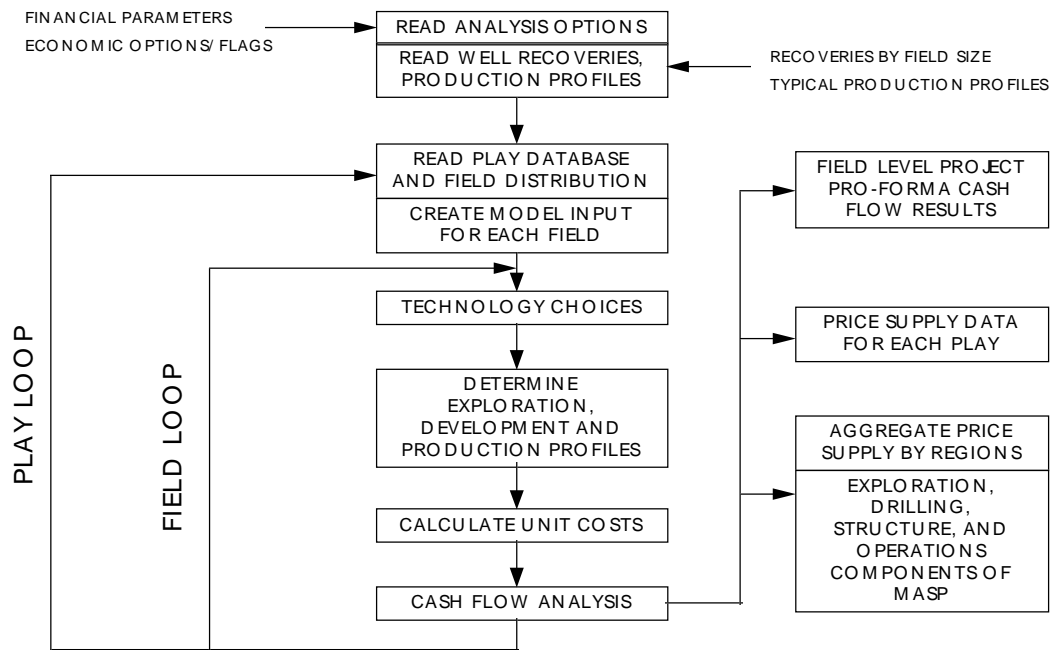 FINANCIAL PARAMETERS
ECONOMIC OPTIONS/ FLAGS
READ ANALYSIS OPTIONS
READ WELL RECOVERIES,
PRODUCTION PROFILES
RECOVERIES BY FIELD SIZE
TYPICAL PRODUCTION PROFILES
READ PLAY DATABASE
AND FIELD DISTRIBUTION
CREATE MODEL INPUT
FOR EACH FIELD
TECHNOLOGY CHOICES
DETERMINE
EXPLORATION,
DEVELOPMENT AND
PRODUCTION PROFILES
CALCULATE UNIT COSTS
CASH FLOW ANALYSIS
PLAY LOOP
FIELD LOOP
FIELD LEVEL PROJECT
PRO-FORMA CASH
FLOW RESULTS
PRICE SUPPLY DATA
FOR EACH PLAY
AGGREGATE PRICE
SUPPLY BY REGIONS
EXPLORATION,
DRILLING,
STRUCTURE, AND
OPERATIONS
COMPONENTS OF
MASP